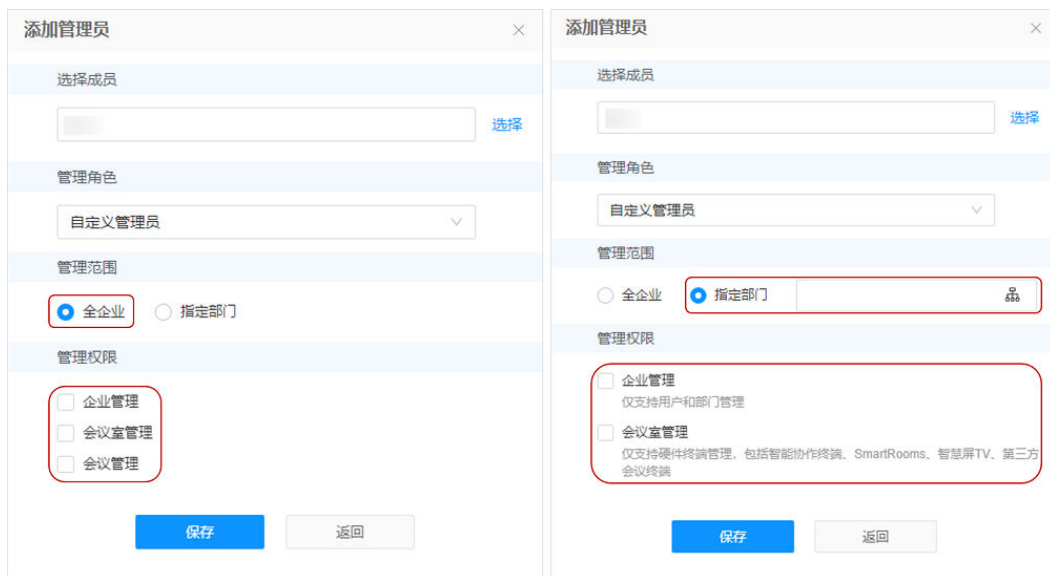 添加管理员
选择成员
选择
管理角色
自定义管理员
管理范围
全企业
指定部门
管理权限
企业管理
会议室管理
会议管理
保存
返回
添加管理员
选择成员
选择
管理角色
自定义管理员
管理范围
全企业
指定部门
管理权限
企业管理
仅支持用户和部门管理
会议室管理
仅支持硬件终端管理，包括智能协作终端、SmartRooms、智慧屏TV、第三方
会议终端
保存
返回